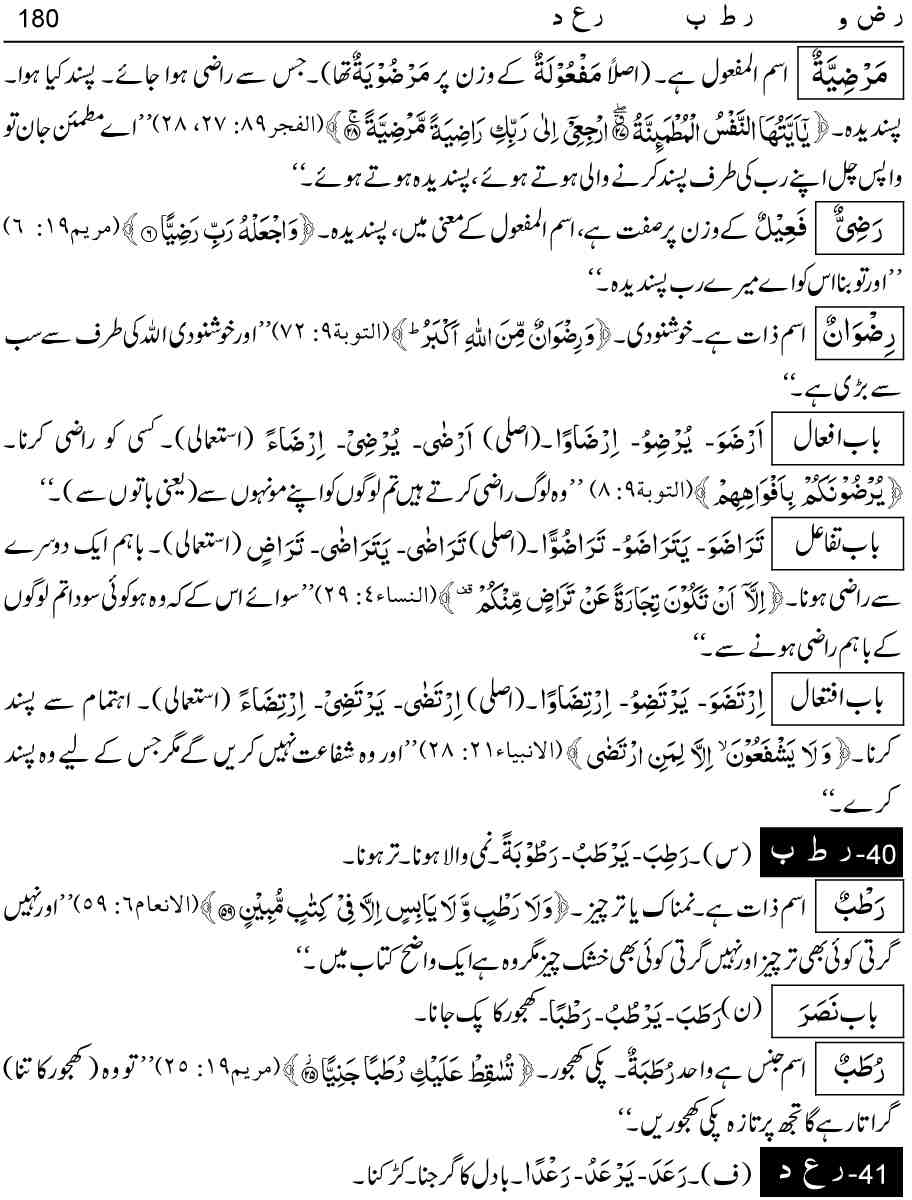 رض و رط ب رع د 180
مَرْضِيَّةٌ اسم المفعول ہے۔ (اصلاً مَفْعُوْلَةٌ کے وزن پر مَرْضُوْيَةٌ تھا)۔ جس سے راضی ہوا جائے۔ پسند کیا ہوا۔
پسندیدہ۔ ﴿يٰٓاَيَّتُهَا النَّفْسُ الْمُطْمَىِٕنَّةُ ۝۲۷ ارْجِعِيْٓ اِلٰى رَبِّكِ رَاضِيَةً مَّرْضِيَّةً ۝۲۸ۚ﴾ (الفجر ۸۹: ۲۷، ۲۸) ’’اے مطمئن جان تو
واپس چل اپنے رب کی طرف پسند کرنے والی ہوتے ہوئے، پسندیدہ ہوتے ہوئے۔‘‘
رَضِيٌّ فَعِيْلٌ کے وزن پر صفت ہے، اسم المفعول کے معنی میں، پسندیدہ۔ ﴿وَاجْعَلْهُ رَبِّ رَضِيًّا ۝۶﴾ (مریم ۱۹: ۶)
’’اور تو بنا اس کو اے میرے رب پسندیدہ۔‘‘
رِضْوَانٌ اسم ذات ہے۔ خوشنودی۔ ﴿وَرِضْوَانٌ مِّنَ اللّٰهِ اَكْبَرُ ؕ﴾ (التوبة ۹: ۷۲) ’’اور خوشنودی اللہ کی طرف سے سب
سے بڑی ہے۔‘‘
باب افعال اَرْضَوَ- يُرْضِوُ- اِرْضَاوًا۔ (اصلی) اَرْضٰى- يُرْضِيْ- اِرْضَاءً (استعمالی)۔ کسی کو راضی کرنا۔
﴿يُرْضُوْنَكُمْ بِاَفْوَاهِهِمْ﴾ (التوبة ۹: ۸) ’’وہ لوگ راضی کرتے ہیں تم لوگوں کو اپنے مونہوں سے (یعنی باتوں سے)۔‘‘
باب تفاعل تَرَاضَوَ- يَتَرَاضَوُ- تَرَاضُوًا۔ (اصلی) تَرَاضٰى- يَتَرَاضٰى- تَرَاضٍ (استعمالی)۔ باہم ایک دوسرے
سے راضی ہونا۔ ﴿اِلَّاۤ اَنْ تَكُوْنَ تِجَارَةً عَنْ تَرَاضٍ مِّنْكُمْ ۫﴾ (النساء ٤: ۲۹) ’’سوائے اس کے کہ وہ ہو کوئی سودا تم لوگوں
کے باہم راضی ہونے سے۔‘‘
باب افتعال اِرْتَضَوَ- يَرْتَضِوُ- اِرْتِضَاوًا۔ (اصلی) اِرْتَضٰى- يَرْتَضِيْ- اِرْتِضَاءً (استعمالی)۔ اہتمام سے پسند
کرنا۔ ﴿وَلَا يَشْفَعُوْنَ ۙ اِلَّا لِمَنِ ارْتَضٰى﴾ (الانبیاء ۲۱: ۲۸) ’’اور وہ شفاعت نہیں کریں گے مگر جس کے لیے وہ پسند
کرے۔‘‘
40- رط ب (س)۔ رَطِبَ- يَرْطَبُ- رَطُوْبَةً۔ نمی والا ہونا۔ تر ہونا۔
رَطْبٌ اسم ذات ہے۔ نمناک یا تر چیز۔ ﴿وَلَا رَطْبٍ وَّلَا يَابِسٍ اِلَّا فِيْ كِتٰبٍ مُّبِيْنٍ ۝۵۹﴾ (الانعام ٦: ۵۹) ’’اور نہیں
گرتی کوئی بھی تر چیز اور نہیں گرتی کوئی بھی خشک چیز مگر وہ ہے ایک واضح کتاب میں۔‘‘
باب نَصَرَ (ن) رَطَبَ- يَرْطُبُ- رَطْبًا۔ کھجور کا پک جانا۔
رُطَبٌ اسم جنس ہے واحد رُطَبَةٌ۔ پکی کھجور۔ ﴿تُسٰقِطْ عَلَيْكِ رُطَبًا جَنِيًّا ۝۲۵ؗ﴾ (مریم ۱۹: ۲۵) ’’تو وہ (کھجور کا تنا)
گراتا رہے گا تجھ پر تازہ پکی کھجوریں۔‘‘
41- رع د (ف)۔ رَعَدَ- يَرْعَدُ- رَعْدًا۔ بادل کا گرجنا۔ کڑکنا۔